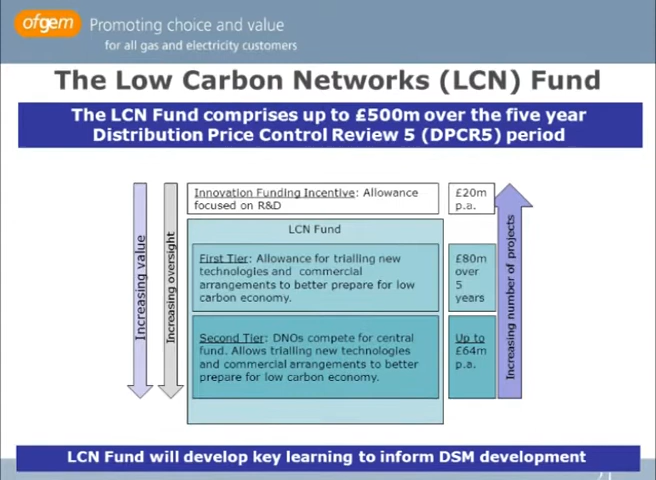 ofgem
Promoting choice and value
for all gas and electricity customers
The Low Carbon Networks (LCN) Fund
The LCN Fund comprises up to £500m over the five year
Distribution Price Control Review 5 (DPCR5) period
Increasing value
Increasing oversight
Innovation Funding Incentive: Allowance
focused on R&D
£20m
p.a.
LCN Fund
First Tier: Allowance for trialling new
technologies and commercial
arrangements to better prepare for low
carbon economy.
£80m
over
5
years
Second Tier: DNOs compete for central
fund. Allows trialling new technologies
and commercial arrangements to better
prepare for low carbon economy.
Up to
£64m
p.a.
Increasing number of projects
LCN Fund will develop key learning to inform DSM development